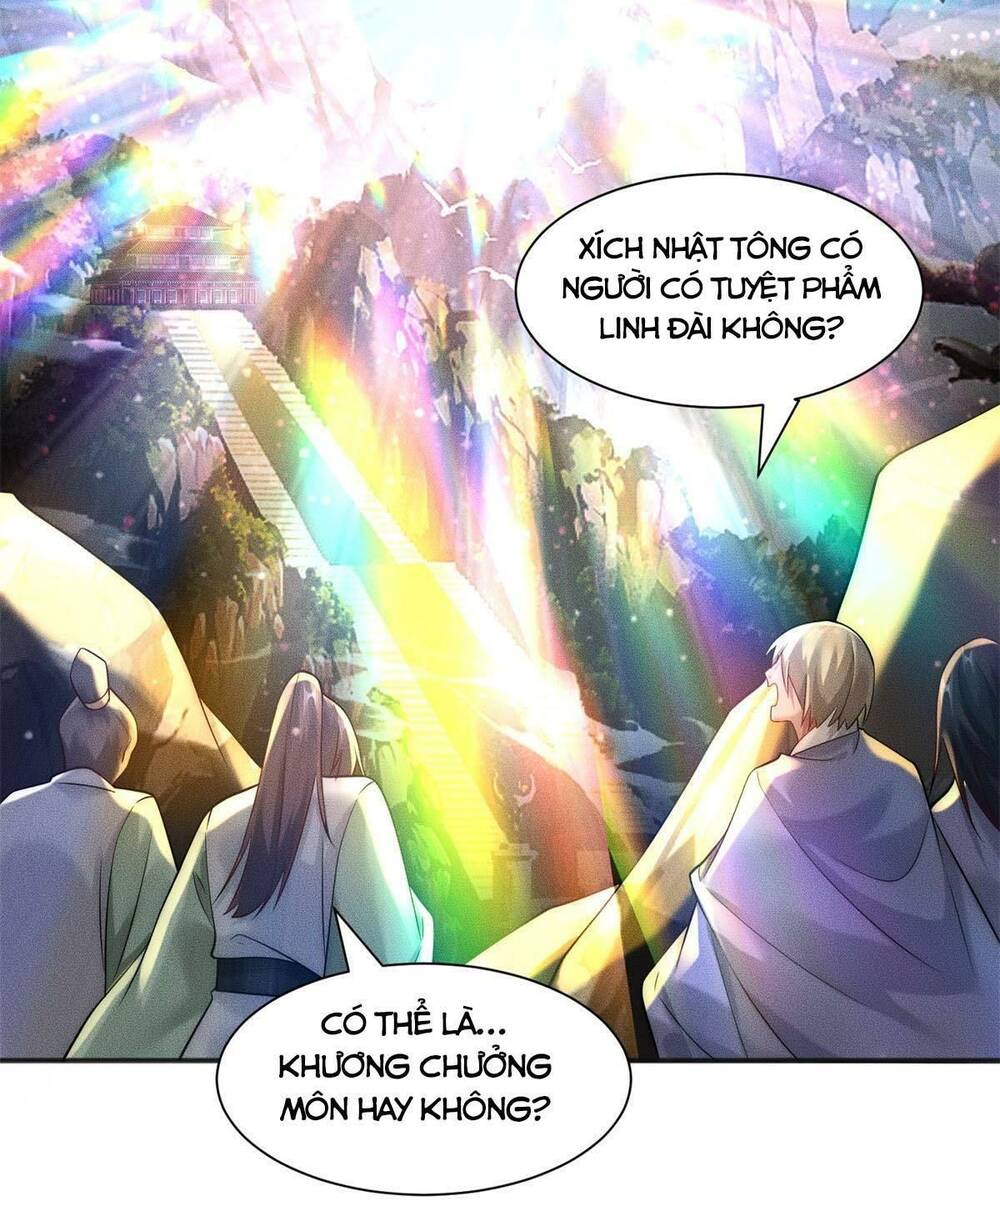 XÍCH NHẬT TÔNG CÓ
NGƯỜI CÓ TUYỆT PHẨM
LINH ĐÀI KHÔNG?
CÓ THỂ LÀ...
KHƯƠNG CHƯỞNG
MÔN HAY KHÔNG?